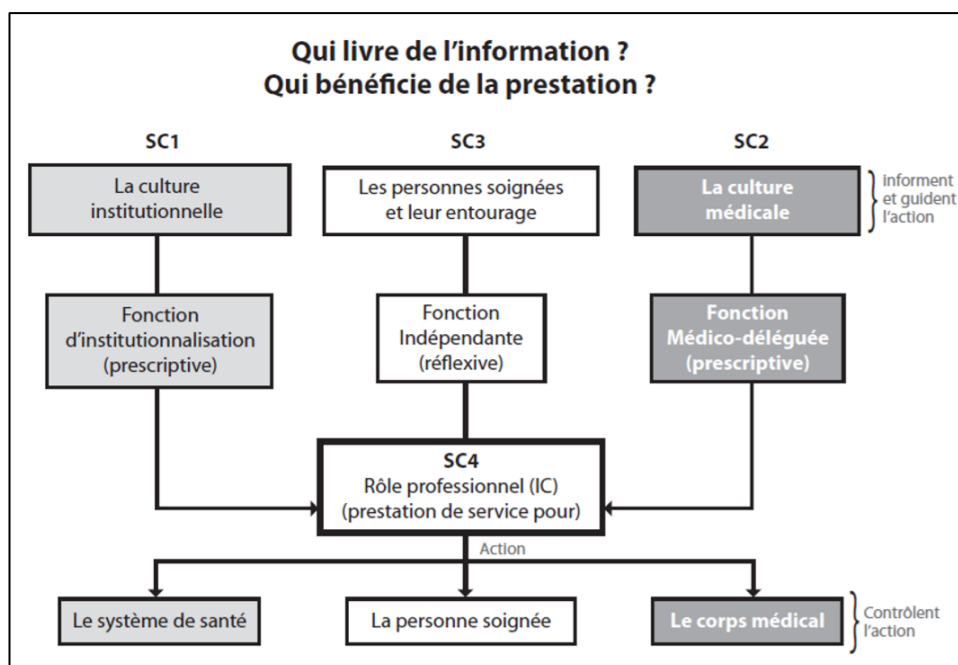 Qui livre de l’information ?
Qui bénéficie de la prestation ?
SC1
SC3
SC2
La culture
institutionnelle
Les personnes soignées
et leur entourage
La culture
médicale
informent
et guident
l’action
Fonction
d’institutionnalisation
(prescriptive)
Fonction
Indépendante
(réflexive)
Fonction
Médico-déléguée
(prescriptive)
SC4
Rôle professionnel (IC)
(prestation de service pour)
Action
Le système de santé
La personne soignée
Le corps médical
Contrôlent
l’action